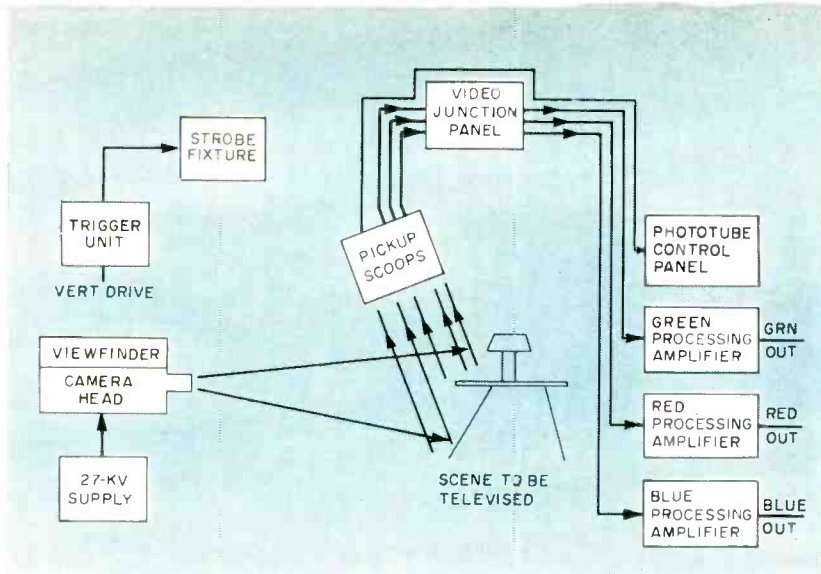 VIDEO
JUNCTION
PANEL
STROBE
FIXTURE
TRIGGER
UNIT
VERT DRIVE
PICKUP
SCOOPS
PHOTOTUBE
CONTROL
PANEL
VIEWFINDER
CAMERA
HEAD
27-KV
SUPPLY
SCENE TO BE
TELEVISED
GREEN
PROCESSING
AMPLIFIER
GRN
OUT
RED
PROCESSING
AMPLIFIER
RED
OUT
BLUE
PROCESSING
AMPLIFIER
BLUE
OUT